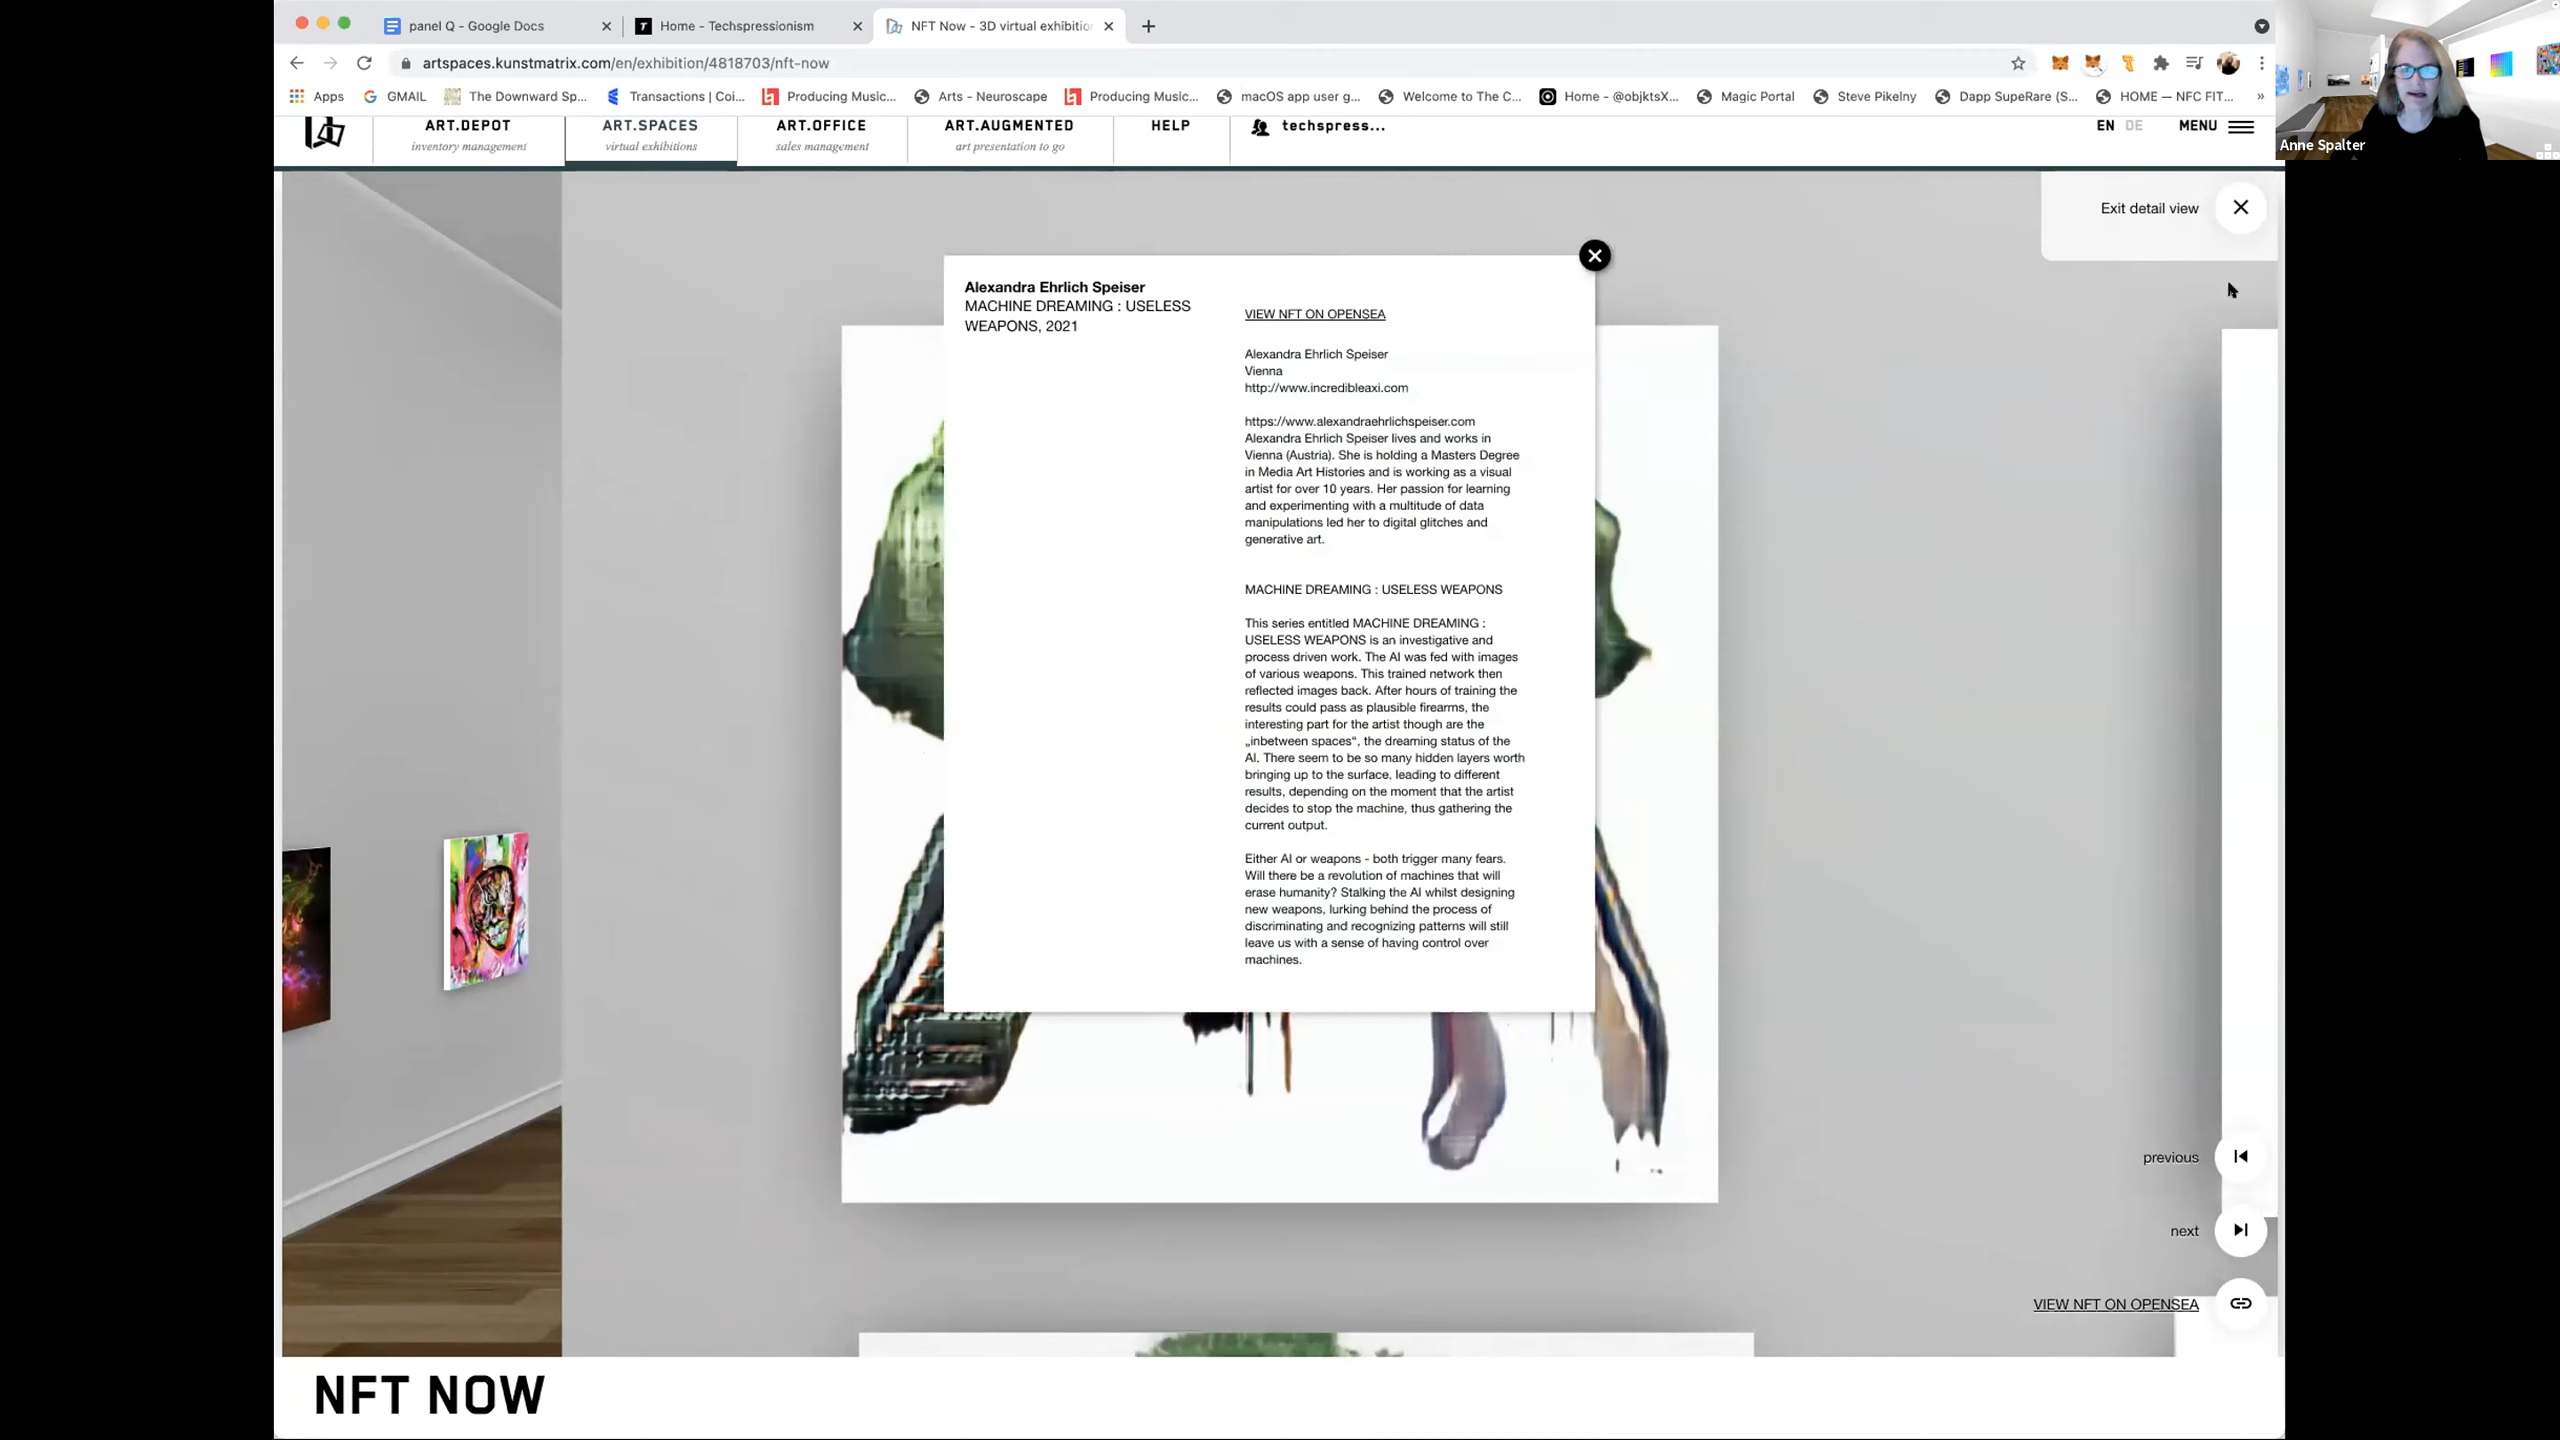 panel Q - Google Docs
Home - Techspressionism
NFT Now - 3D virtual exhibitio
artspaces.kunstmatrix.com/en/exhibition/4818703/nft-now
Apps
GMAIL
The Downward Sp...
Transactions | Coi...
Producing Music...
Arts - Neuroscape
Producing Music...
macOS app user g...
Welcome to The C...
Home - @objktsX...
Magic Portal
Steve Pikelny
Dapp SupeRare (S...
HOME — NFC FIT...
»
Anne Spalter
ART.DEPOT
inventory management
ART.SPACES
virtual exhibitions
ART.OFFICE
sales management
ART.AUGMENTED
art presentation to go
HELP
techspress...
EN DE
MENU
Exit detail view
Alexandra Ehrlich Speiser
MACHINE DREAMING : USELESS
WEAPONS, 2021
VIEW NFT ON OPENSEA
Alexandra Ehrlich Speiser
Vienna
http://www.incredibleaxi.com
https://www.alexandraehrlichspeiser.com
Alexandra Ehrlich Speiser lives and works in
Vienna (Austria). She is holding a Masters Degree
in Media Art Histories and is working as a visual
artist for over 10 years. Her passion for learning
and experimenting with a multitude of data
manipulations led her to digital glitches and
generative art.
MACHINE DREAMING : USELESS WEAPONS
This series entitled MACHINE DREAMING :
USELESS WEAPONS is an investigative and
process driven work. The AI was fed with images
of various weapons. This trained network then
reflected images back. After hours of training the
results could pass as plausible firearms, the
interesting part for the artist though are the
„inbetween spaces“, the dreaming status of the
AI. There seem to be so many hidden layers worth
bringing up to the surface, leading to different
results, depending on the moment that the artist
decides to stop the machine, thus gathering the
current output.
Either AI or weapons - both trigger many fears.
Will there be a revolution of machines that will
erase humanity? Stalking the AI whilst designing
new weapons, lurking behind the process of
discriminating and recognizing patterns will still
leave us with a sense of having control over
machines.
previous
next
VIEW NFT ON OPENSEA
NFT NOW